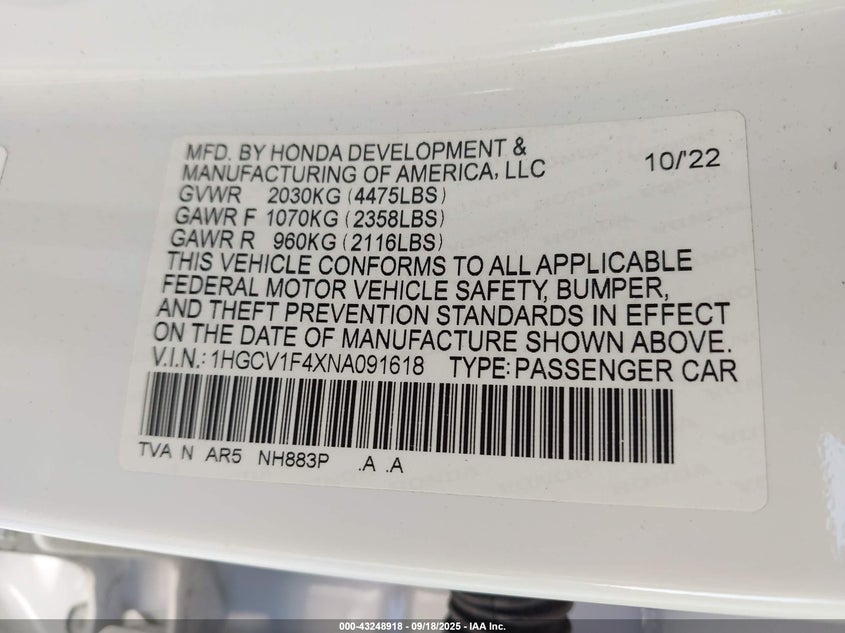 MFD. BY HONDA DEVELOPMENT &
MANUFACTURING OF AMERICA, LLC 10/'22
GVWR 2030KG (4475LBS)
GAWR F 1070KG (2358LBS)
GAWR R 960KG (2116LBS)
THIS VEHICLE CONFORMS TO ALL APPLICABLE
FEDERAL MOTOR VEHICLE SAFETY, BUMPER,
AND THEFT PREVENTION STANDARDS IN EFFECT
ON THE DATE OF MANUFACTURE SHOWN ABOVE.
V.I.N.: 1HGCV1F4XNA091618 TYPE: PASSENGER CAR
TVA N AR5 NH883P .A .A
000-43248918 | 09/18/2025 | IAA Inc.